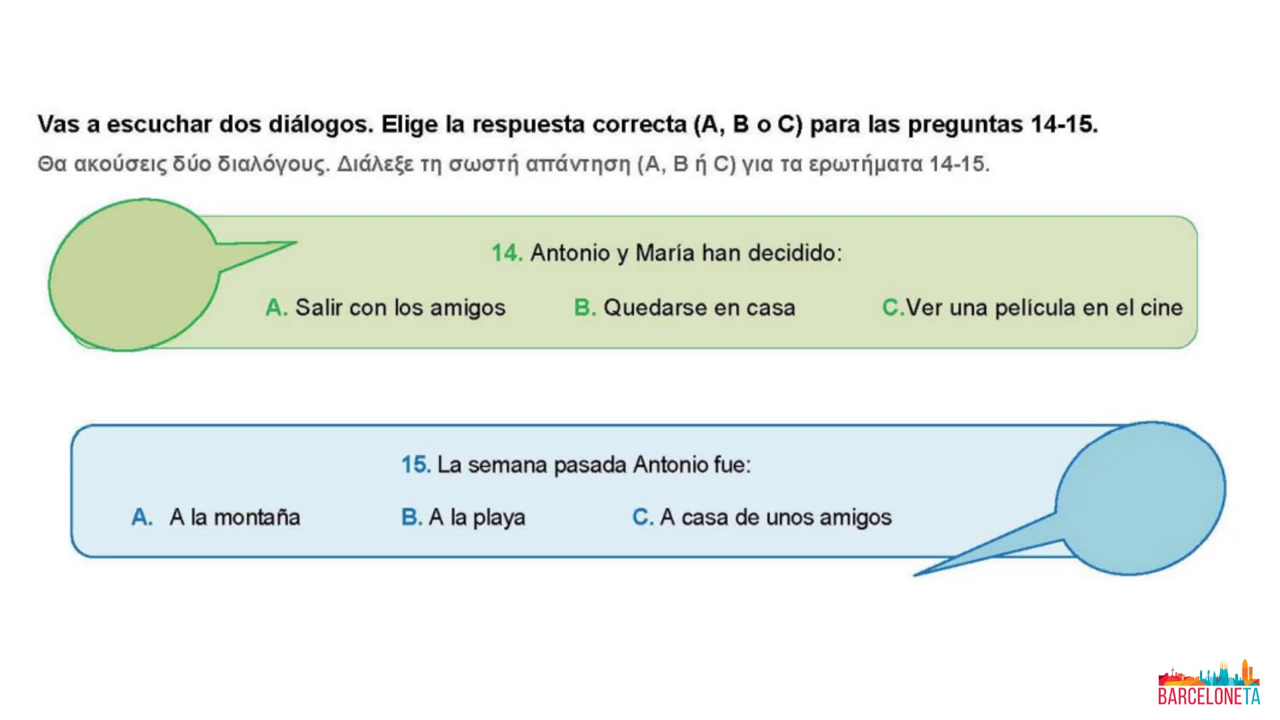 Vas a escuchar dos diálogos. Elige la respuesta correcta (A, B o C) para las preguntas 14-15.
Θα ακούσεις δύο διαλόγους. Διάλεξε τη σωστή απάντηση (A, B ή C) για τα ερωτήματα 14-15.
14. Antonio y María han decidido:
A. Salir con los amigos B. Quedarse en casa C.Ver una película en el cine
15. La semana pasada Antonio fue:
A. A la montaña B. A la playa C. A casa de unos amigos
BARCELONETA